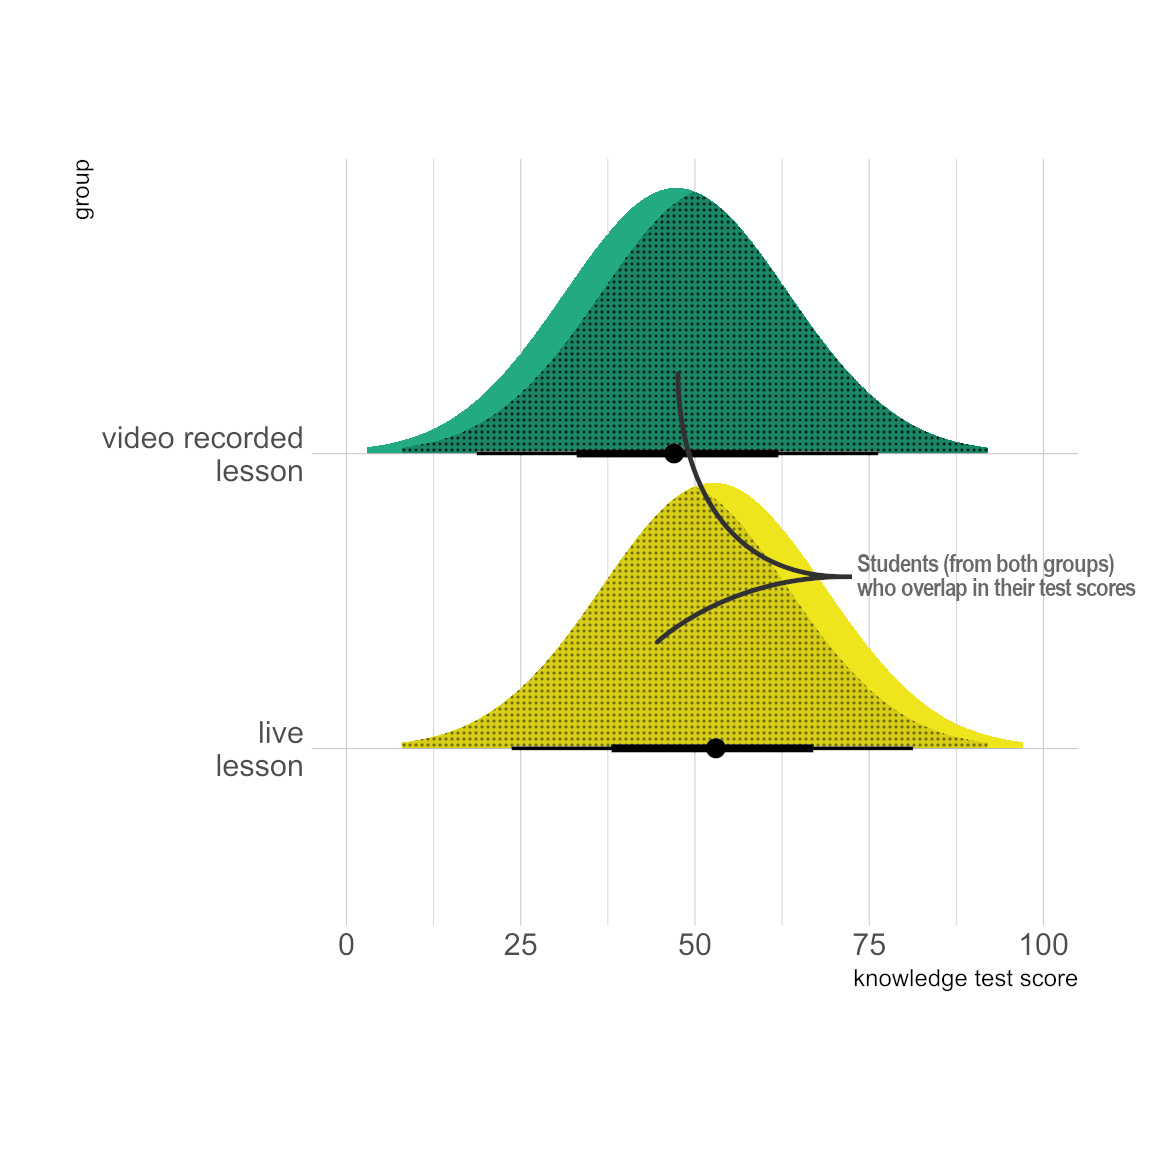 group
video recorded
lesson
Students (from both groups)
who overlap in their test scores
live
lesson
0 25 50 75 100
knowledge test score